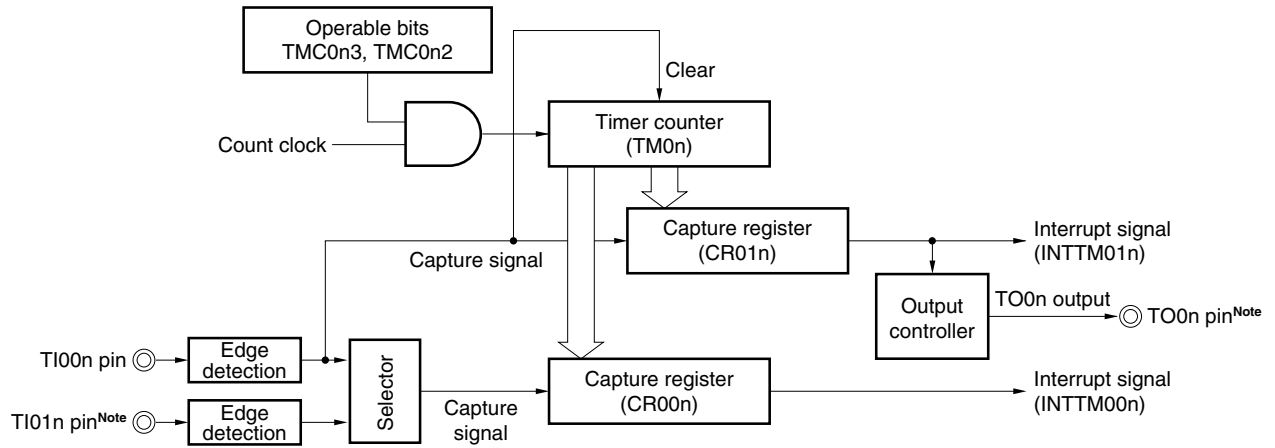 Operable bits
TMC0n3, TMC0n2
Clear
Timer counter
(TM0n)
Count clock
Capture register
(CR01n)
Interrupt signal
(INTTM01n)
Capture signal
Output
controller
TO0n output
TO0n pinNote
TI00n pin
Edge
detection
Selector
Capture register
(CR00n)
Interrupt signal
(INTTM00n)
TI01n pinNote
Edge
detection
Capture
signal